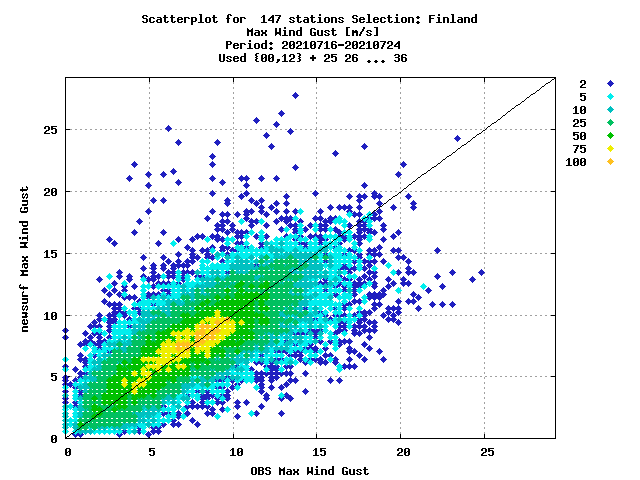 Scatterplot for  147 stations Selection: Finland
Max Wind Gust [m/s]
Period: 20210716-20210724
Used {00,12} + 25 26 ... 36
2
5
10
25
50
75
100
25
20
15
10
5
0
newsurf Max Wind Gust
0 5 10 15 20 25
OBS Max Wind Gust